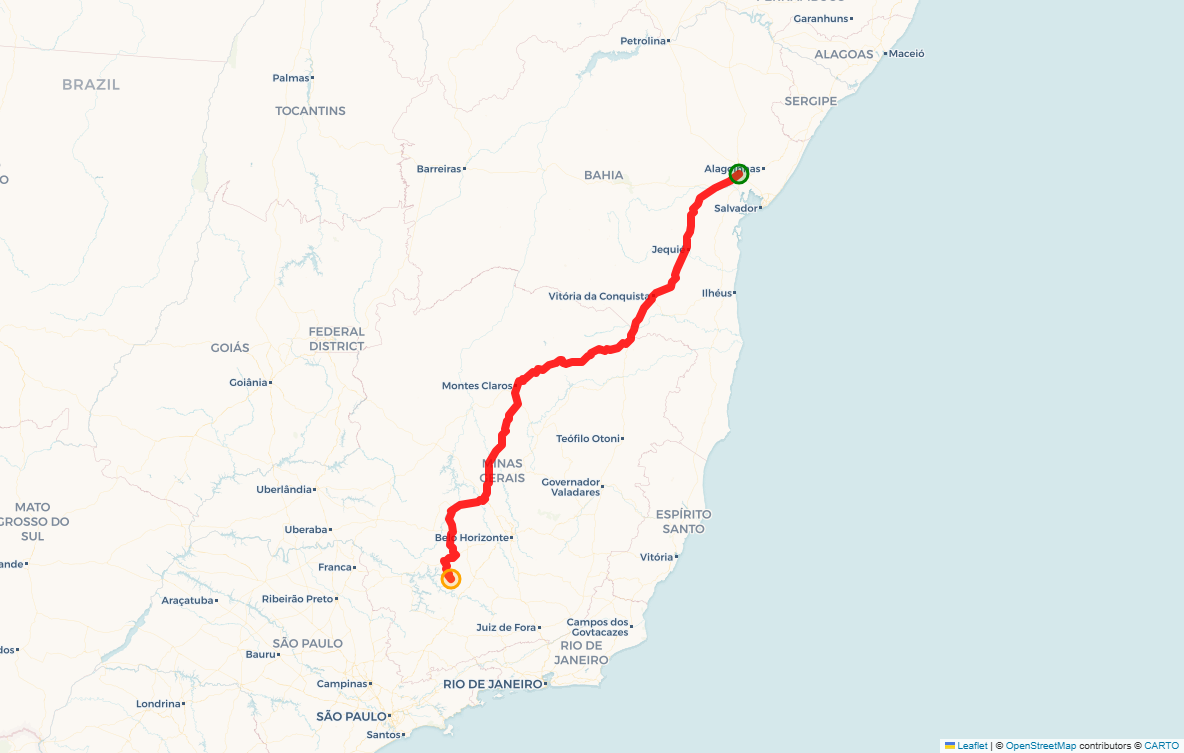 PERNAMBUCO
Garanhuns
Petrolina
ALAGOAS
Maceió
BRAZIL
Palmas
TOCANTINS
SERGIPE
Barreiras
BAHIA
Alagoinhas
O
Salvador
Jequié
Vitória da Conquista
Ilhéus
FEDERAL
DISTRICT
GOIÁS
Goiânia
Montes Claros
Teófilo Otoni
MINAS
GERAIS
Governador
Valadares
Uberlândia
MATO
GROSSO DO
SUL
ESPÍRITO
SANTO
Uberaba
Belo Horizonte
Vitória
ande
Franca
Araçatuba
Ribeirão Preto
Juiz de Fora
Campos dos
Govtacazes
SÃO PAULO
RIO DE
JANEIRO
dos
Bauru
Campinas
RIO DE JANEIRO
Londrina
SÃO PAULO
Santos
Leaflet | © OpenStreetMap contributors © CARTO